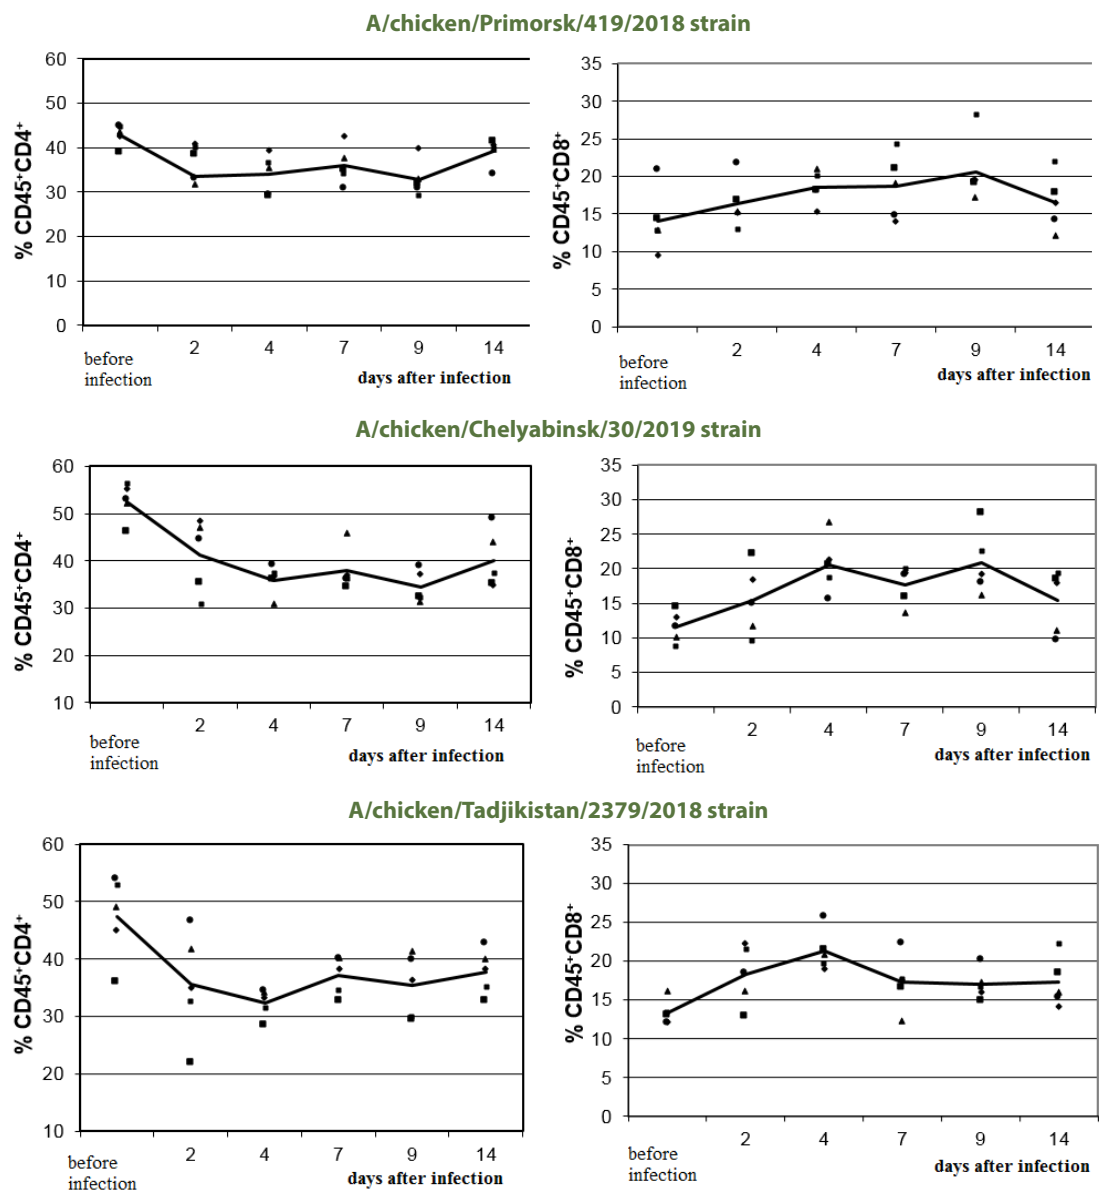 A/chicken/Primorsk/419/2018 strain
% CD45⁺CD4⁺
60
50
40
30
20
10
0
before
infection
2
4
7
9
14
days after infection
% CD45⁺CD8⁺
35
30
25
20
15
10
5
0
before
infection
2
4
7
9
14
days after infection
A/chicken/Chelyabinsk/30/2019 strain
% CD45⁺CD4⁺
60
50
40
30
20
10
before
infection
2
4
7
9
14
days after infection
% CD45⁺CD8⁺
35
30
25
20
15
10
5
0
before
infection
2
4
7
9
14
days after infection
A/chicken/Tadjikistan/2379/2018 strain
% CD45⁺CD4⁺
60
50
40
30
20
10
before
infection
2
4
7
9
14
days after infection
% CD45⁺CD8⁺
35
30
25
20
15
10
5
0
before
infection
2
4
7
9
14
days after infection